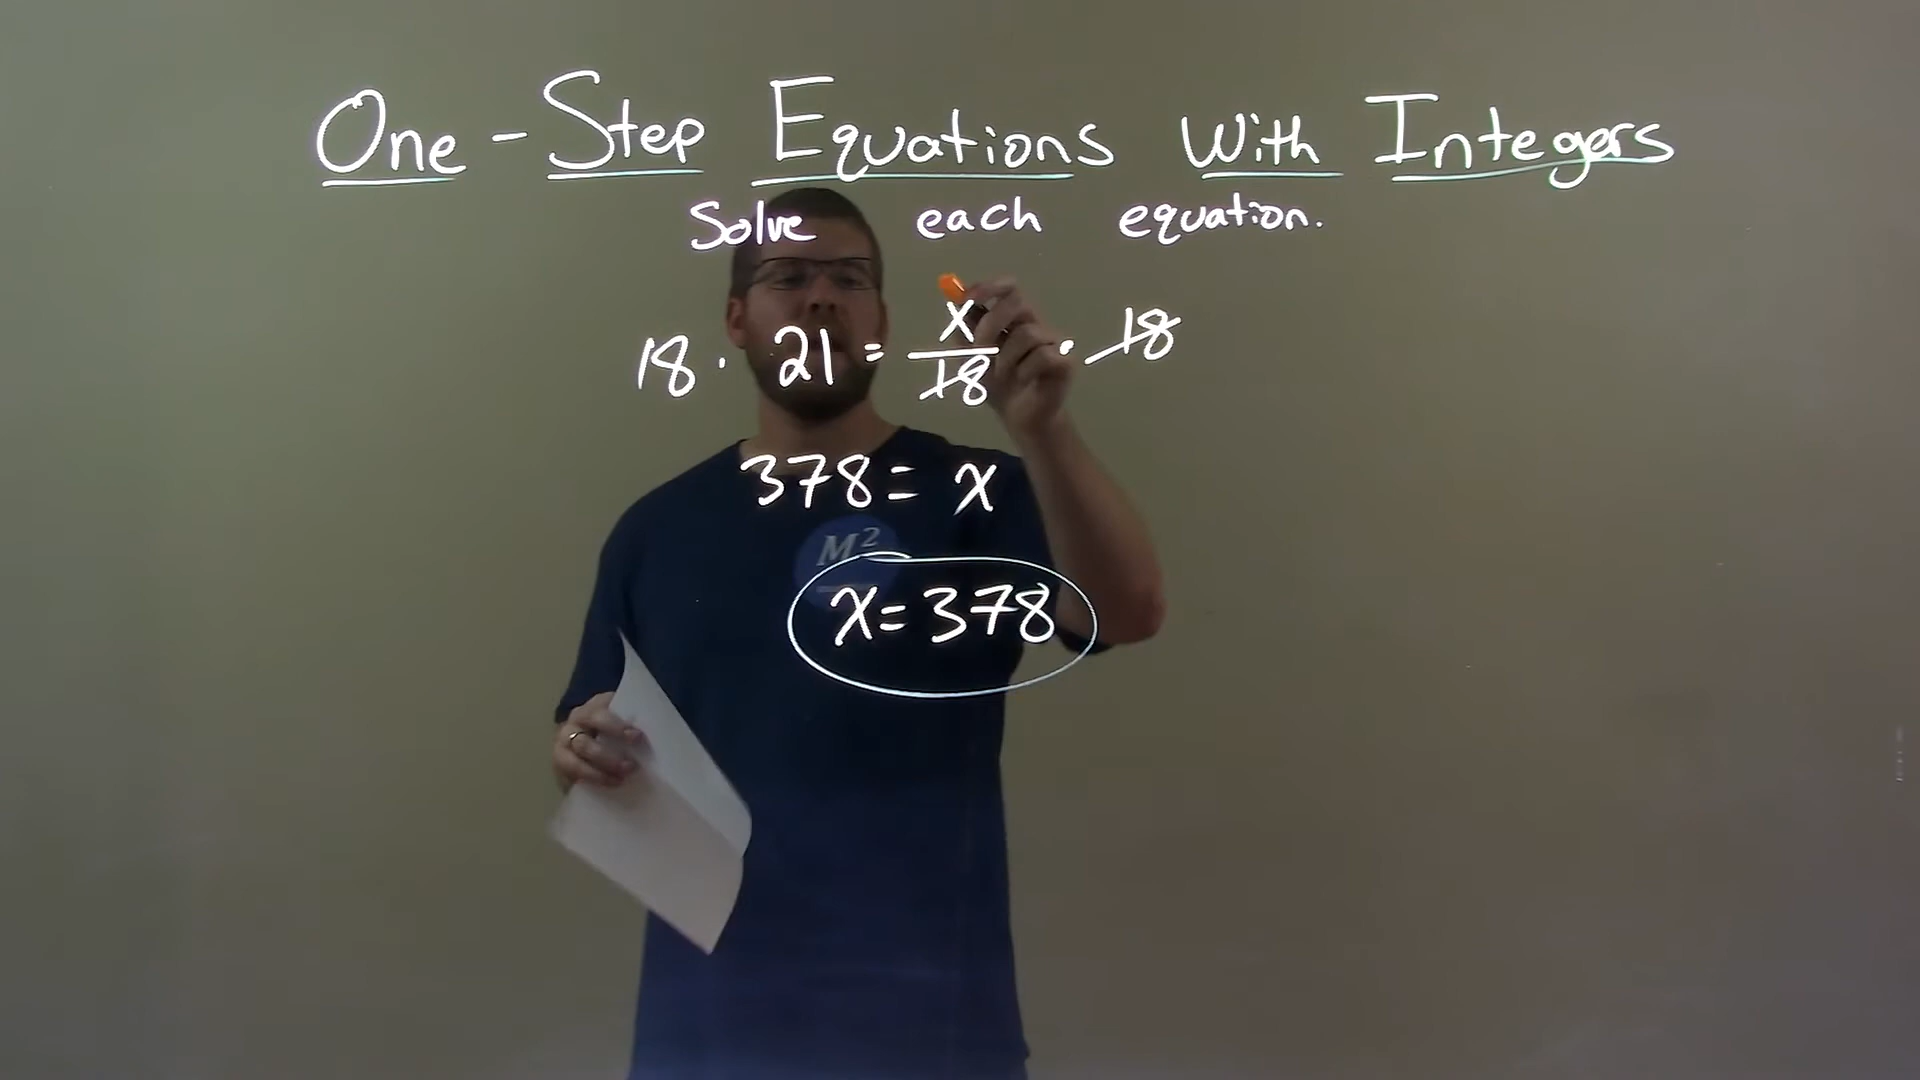 One-Step Equations With Integers
Solve each equation.
18 · 21 = x/18 · 18
378 = x
M²
x = 378